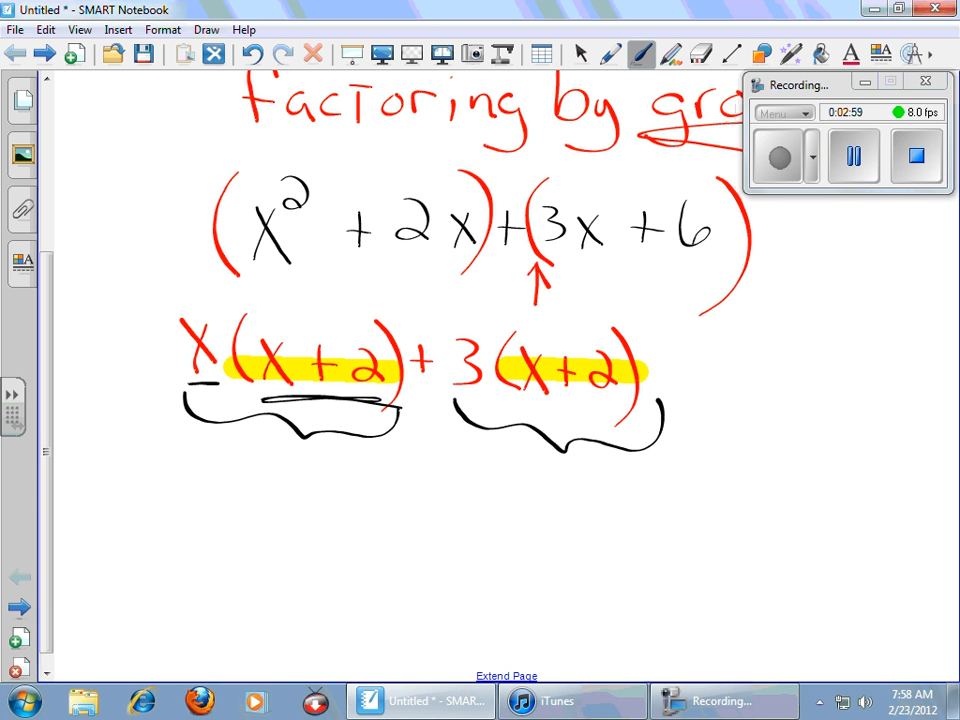 Untitled * - SMART Notebook
File Edit View Insert Format Draw Help
Recording...
Menu 0:02:59 8.0 fps
factoring by gro
(x² + 2x) + (3x + 6)
x(x + 2) + 3(x + 2)
Extend Page
Untitled * - SMAR... iTunes Recording... 7:58 AM
2/23/2012